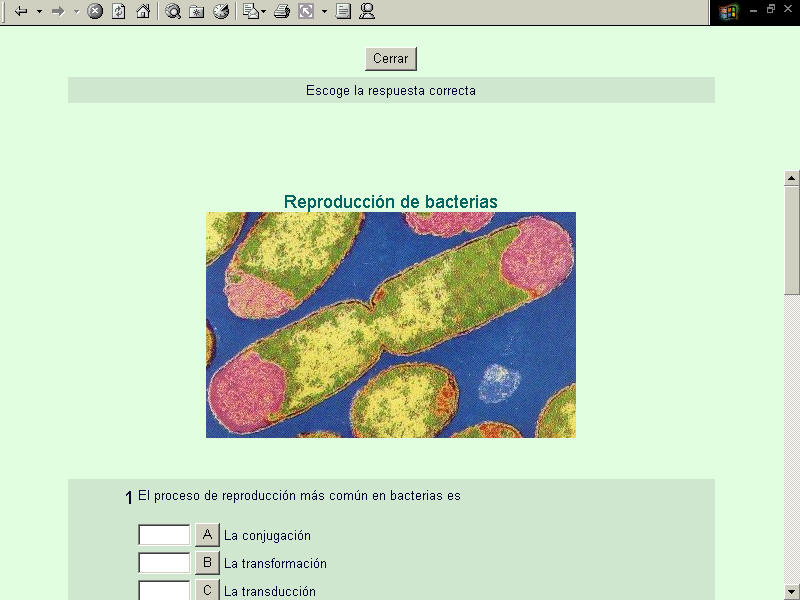 Cerrar
Escoge la respuesta correcta
Reproducción de bacterias
1 El proceso de reproducción más común en bacterias es
A La conjugación
B La transformación
C La transducción